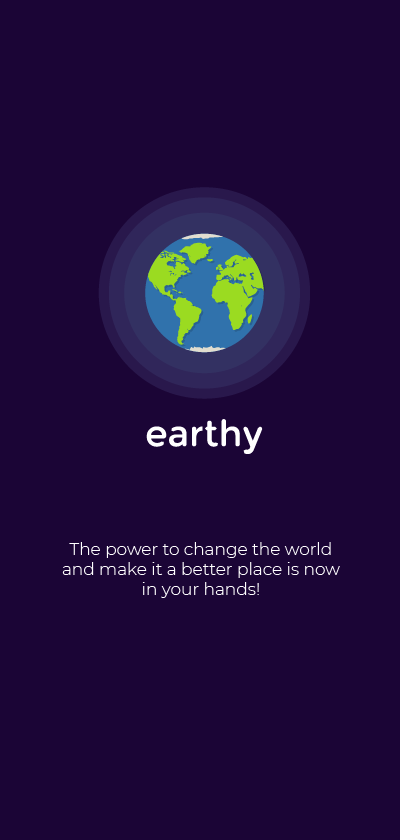 earthy
The power to change the world
and make it a better place is now
in your hands!